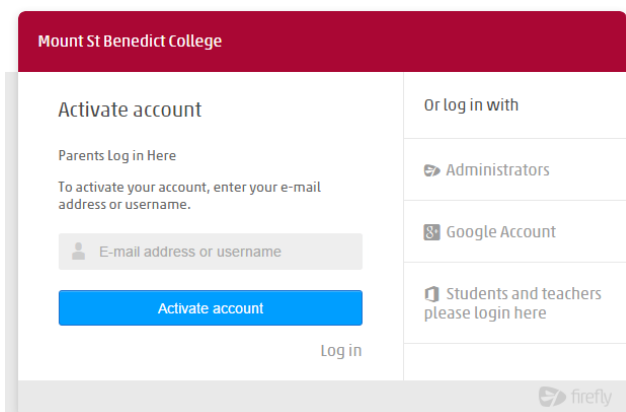 Mount St Benedict College
Activate account
Parents Log in Here
To activate your account, enter your e-mail
address or username.
E-mail address or username
Activate account
Log in
Or log in with
Administrators
Google Account
Students and teachers
please login here
firefly